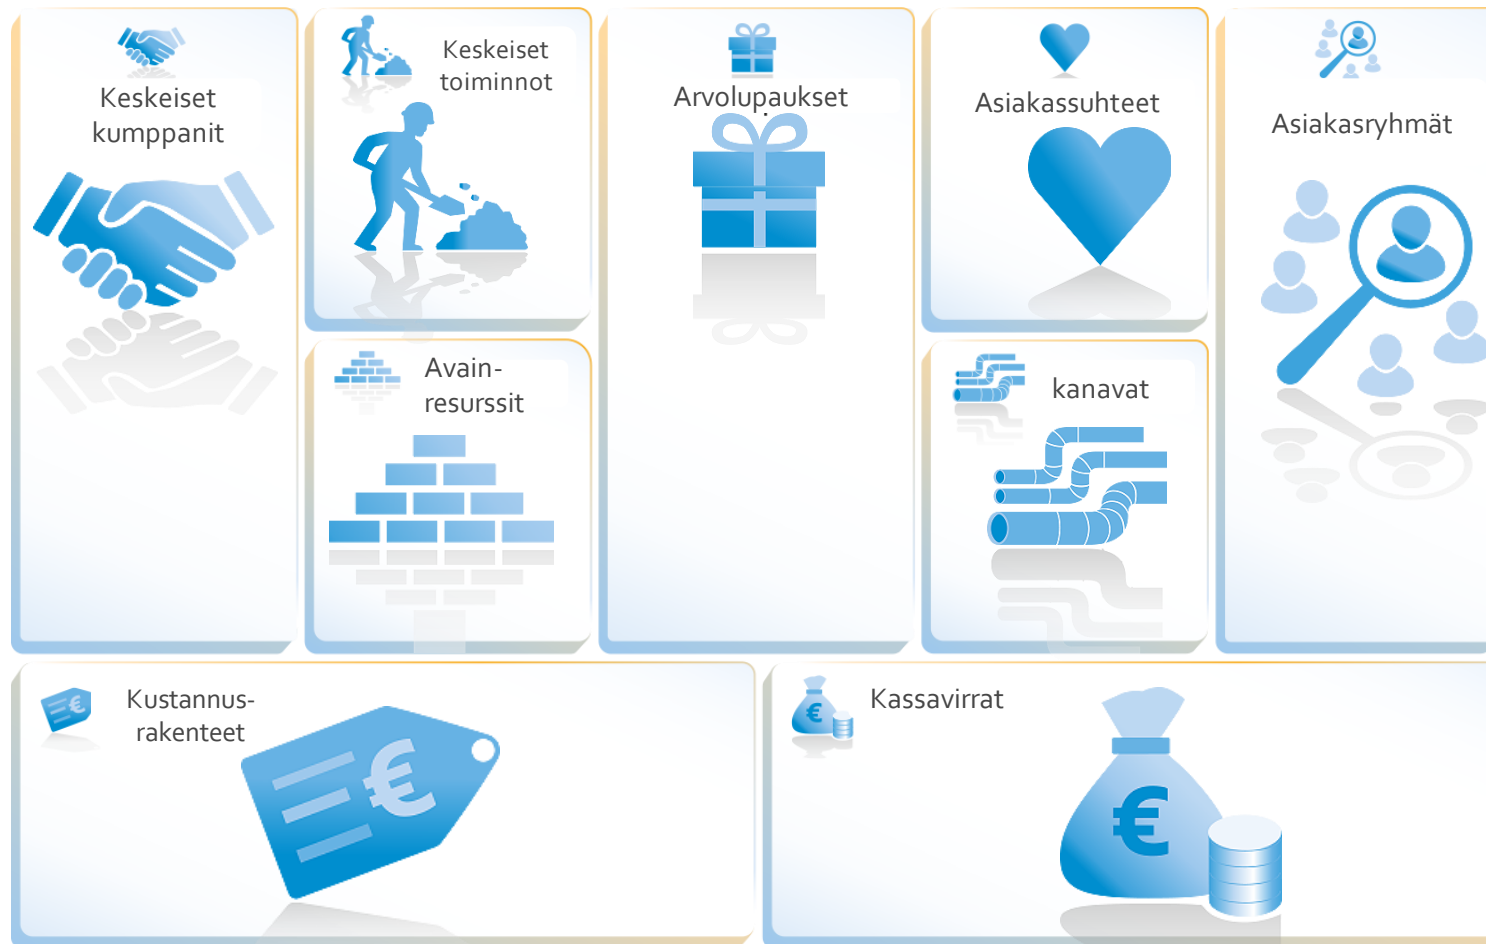 Keskeiset
kumppanit
Keskeiset
toiminnot
Avain-
resurssit
Arvolupaukset
Asiakassuhteet
kanavat
Asiakasryhmät
Kustannus-
rakenteet
€
€
Kassavirrat
€
€